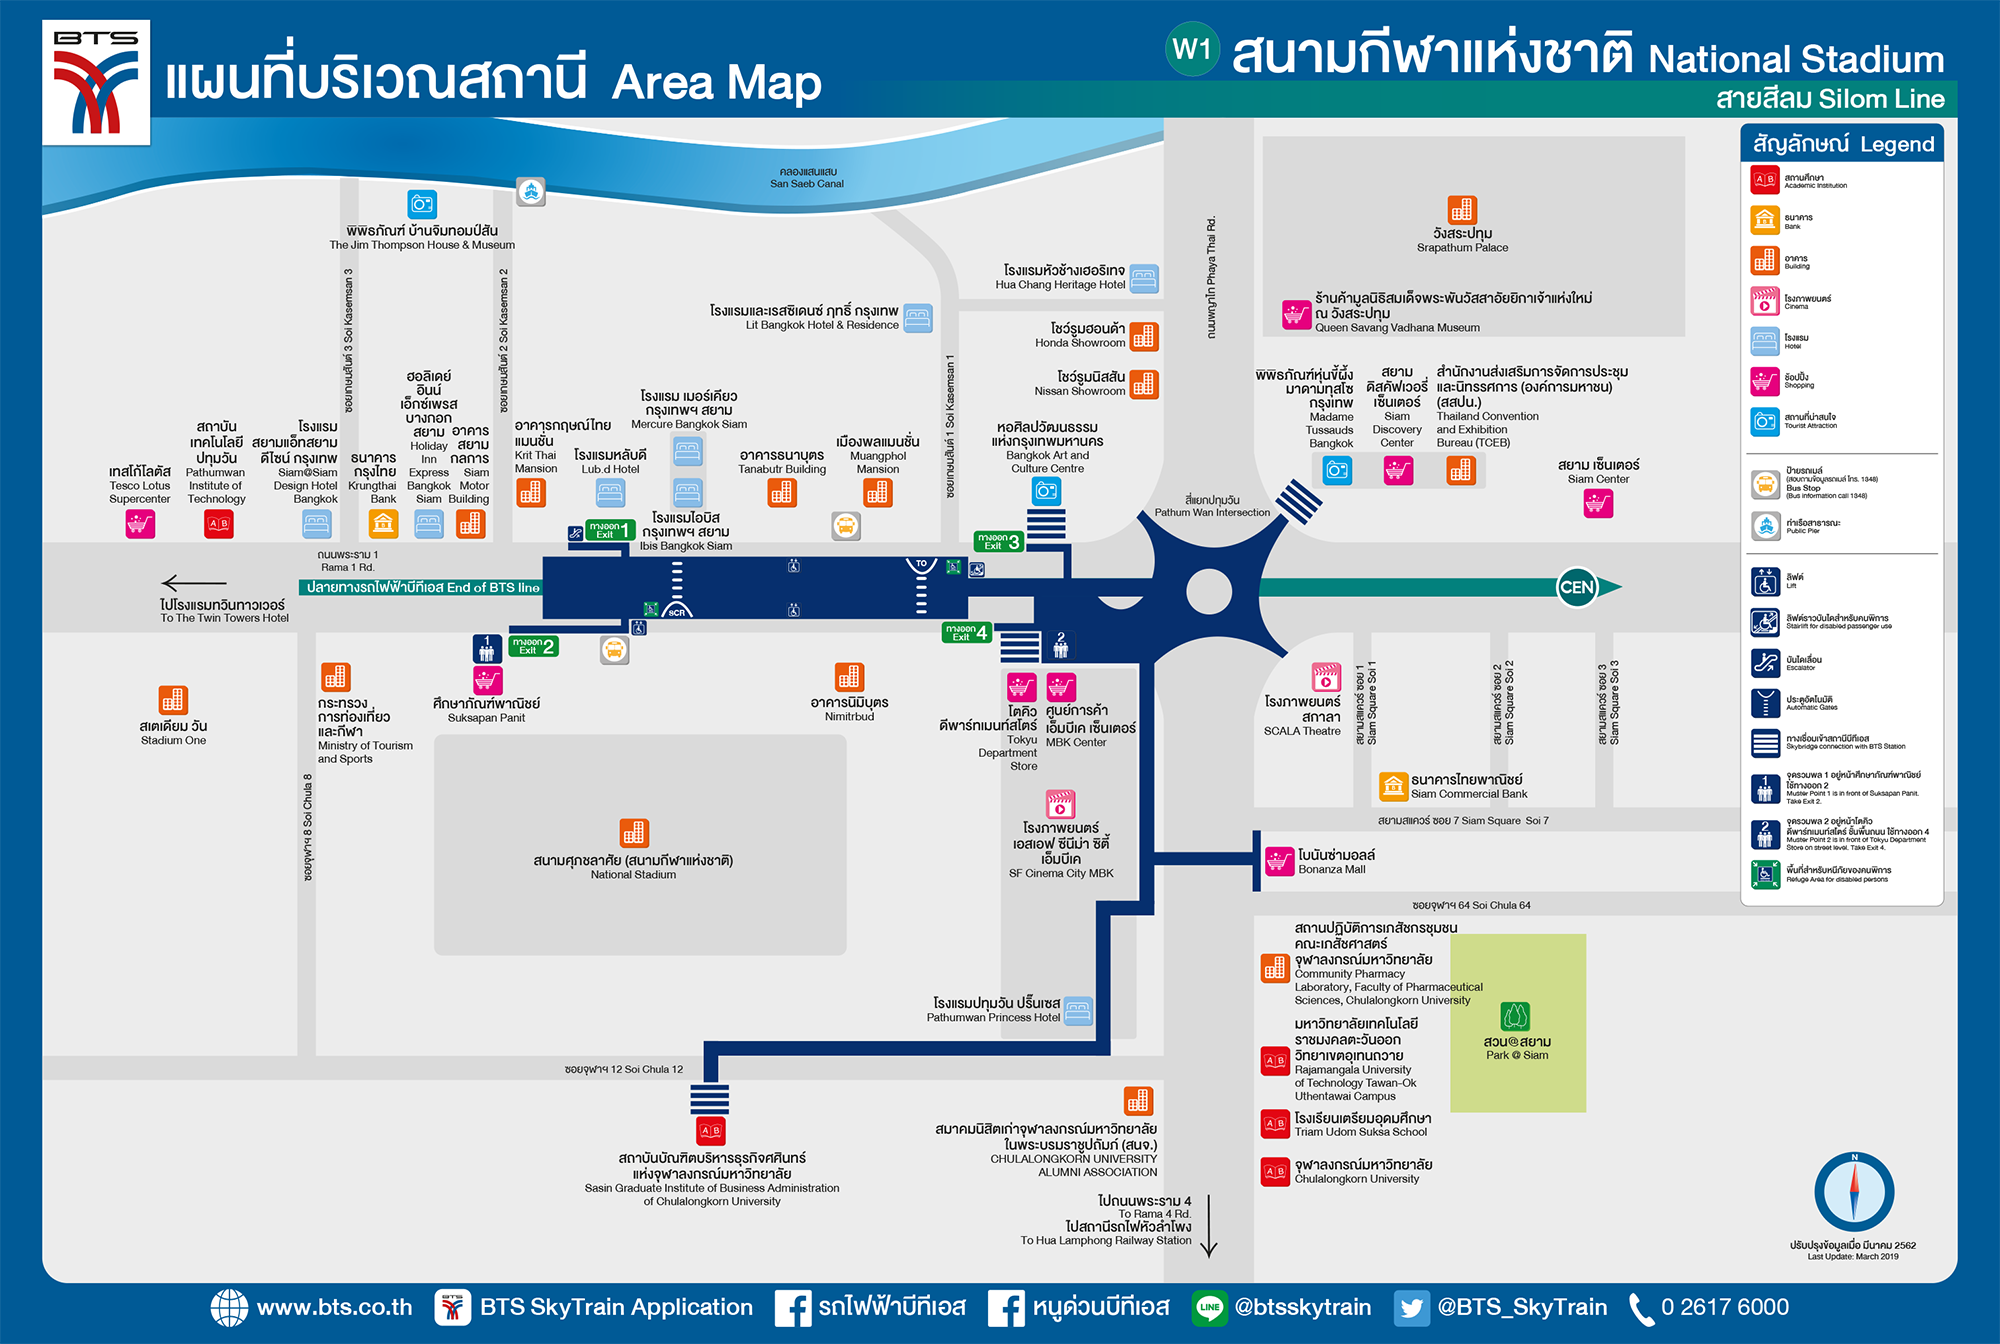 BTS
แผนที่บริเวณสถานี Area Map
W1 สนามกีฬาแห่งชาติ National Stadium
สายสีลม Silom Line
สัญลักษณ์ Legend
สถานศึกษา
Academic Institution
ธนาคาร
Bank
อาคาร
Building
โรงภาพยนตร์
Cinema
โรงแรม
Hotel
ช้อปปิ้ง
Shopping
สถานที่น่าสนใจ
Tourist Attraction
ป้ายรถเมล์
(สอบถามข้อมูลรถเมล์ โทร. 1348)
Bus Stop
(Bus information call 1348)
ท่าเรือสาธารณะ
Public Pier
ลิฟต์
Lift
ลิฟต์ราวบันไดสำหรับคนพิการ
Stairlift for disabled passenger use
บันไดเลื่อน
Escalator
ประตูอัตโนมัติ
Automatic Gates
ทางเชื่อมเข้าสถานีบีทีเอส
Skybridge connection with BTS Station
1
จุดรวมพล 1 อยู่หน้าศึกษาภัณฑ์พาณิชย์
ใช้ทางออก 2
Muster Point 1 is in front of Suksapan Panit.
Take Exit 2.
2
จุดรวมพล 2 อยู่หน้าโตคิว
ดีพาร์ทเมนท์สโตร์ ชั้นพื้นถนน ใช้ทางออก 4
Muster Point 2 is in front of Tokyu Department
Store on street level. Take Exit 4.
พื้นที่สำหรับหนีภัยของคนพิการ
Refuge Area for disabled persons
คลองแสนแสบ
San Saeb Canal
พิพิธภัณฑ์ บ้านจิมทอมป์สัน
The Jim Thompson House & Museum
ซอยเกษมสันต์ 3 Soi Kasemsan 3
ซอยเกษมสันต์ 2 Soi Kasemsan 2
ซอยเกษมสันต์ 1 Soi Kasemsan 1
ถนนพญาไท Phaya Thai Rd.
วังสระปทุม
Srapathum Palace
ร้านค้ามูลนิธิสมเด็จพระพันวัสสาอัยยิกาเจ้าแห่งใหม่
ณ วังสระปทุม
Queen Savang Vadhana Museum
โรงแรมหัวช้างเฮอริเทจ
Hua Chang Heritage Hotel
โรงแรมและเรสซิเดนซ์ ฦทธิ์ กรุงเทพ
Lit Bangkok Hotel & Residence
โชว์รูมฮอนด้า
Honda Showroom
โชว์รูมนิสสัน
Nissan Showroom
เทสโก้โลตัส
Tesco Lotus
Supercenter
สถาบัน
เทคโนโลยี
ปทุมวัน
Pathumwan
Institute of
Technology
โรงแรม
สยามแอ็ทสยาม
ดีไซน์ กรุงเทพ
Siam@Siam
Design Hotel
Bangkok
ธนาคาร
กรุงไทย
Krungthai
Bank
ฮอลิเดย์
อินน์
เอ็กซ์เพรส
บางกอก
สยาม
Holiday
Inn
Express
Bangkok
Siam
อาคาร
สยาม
กลการ
Siam
Motor
Building
อาคารกฤษณ์ไทย
แมนชั่น
Krit Thai
Mansion
โรงแรมหลับดี
Lub.d Hotel
โรงแรม เมอร์เคียว
กรุงเทพฯ สยาม
Mercure Bangkok Siam
โรงแรมไอบิส
กรุงเทพฯ สยาม
Ibis Bangkok Siam
อาคารธนาบุตร
Tanabutr Building
เมืองพลแมนชั่น
Muangphol
Mansion
หอศิลปวัฒนธรรม
แห่งกรุงเทพมหานคร
Bangkok Art and
Culture Centre
พิพิธภัณฑ์หุ่นขี้ผึ้ง
มาดามทุสโซ
กรุงเทพ
Madame
Tussauds
Bangkok
สยาม
ดิสคัฟเวอรี่
เซ็นเตอร์
Siam
Discovery
Center
สำนักงานส่งเสริมการจัดการประชุม
และนิทรรศการ (องค์การมหาชน)
(สสปน.)
Thailand Convention
and Exhibition
Bureau (TCEB)
สยาม เซ็นเตอร์
Siam Center
สี่แยกปทุมวัน
Pathum Wan Intersection
ทางออก 1
Exit
ทางออก 3
Exit
ทางออก 2
Exit
ทางออก 4
Exit
ถนนพระราม 1
Rama 1 Rd.
ปลายทางรถไฟฟ้าบีทีเอส End of BTS line
ไปโรงแรมทวินทาวเวอร์
To The Twin Towers Hotel
SCR
TO
CEN
1
2
สเตเดียม วัน
Stadium One
กระทรวง
การท่องเที่ยว
และกีฬา
Ministry of Tourism
and Sports
ศึกษาภัณฑ์พาณิชย์
Suksapan Panit
อาคารนิมิบุตร
Nimitrbud
โตคิว
ดีพาร์ทเมนท์สโตร์
Tokyu
Department
Store
ศูนย์การค้า
เอ็มบีเค เซ็นเตอร์
MBK Center
โรงภาพยนตร์
สกาลา
SCALA Theatre
สยามสแควร์ ซอย 1
Siam Square Soi 1
สยามสแควร์ ซอย 2
Siam Square Soi 2
สยามสแควร์ ซอย 3
Siam Square Soi 3
ธนาคารไทยพาณิชย์
Siam Commercial Bank
สยามสแควร์ ซอย 7 Siam Square Soi 7
สนามศุภชลาศัย (สนามกีฬาแห่งชาติ)
National Stadium
โรงภาพยนตร์
เอสเอฟ ซีนีม่า ซิตี้
เอ็มบีเค
SF Cinema City MBK
โบนันซ่ามอลล์
Bonanza Mall
ซอยจุฬาฯ 8 Soi Chula 8
ซอยจุฬาฯ 64 Soi Chula 64
สถานปฏิบัติการเภสัชกรชุมชน
คณะเภสัชศาสตร์
จุฬาลงกรณ์มหาวิทยาลัย
Community Pharmacy
Laboratory, Faculty of Pharmaceutical
Sciences, Chulalongkorn University
โรงแรมปทุมวัน ปริ๊นเซส
Pathumwan Princess Hotel
มหาวิทยาลัยเทคโนโลยี
ราชมงคลตะวันออก
วิทยาเขตอุเทนถวาย
Rajamangala University
of Technology Tawan-Ok
Uthentawai Campus
สวน@สยาม
Park @ Siam
ซอยจุฬาฯ 12 Soi Chula 12
โรงเรียนเตรียมอุดมศึกษา
Triam Udom Suksa School
จุฬาลงกรณ์มหาวิทยาลัย
Chulalongkorn University
สมาคมนิสิตเก่าจุฬาลงกรณ์มหาวิทยาลัย
ในพระบรมราชูปถัมภ์ (สนจ.)
CHULALONGKORN UNIVERSITY
ALUMNI ASSOCIATION
สถาบันบัณฑิตบริหารธุรกิจศศินทร์
แห่งจุฬาลงกรณ์มหาวิทยาลัย
Sasin Graduate Institute of Business Administration
of Chulalongkorn University
ไปถนนพระราม 4
To Rama 4 Rd.
ไปสถานีรถไฟหัวลำโพง
To Hua Lamphong Railway Station
N
ปรับปรุงข้อมูลเมื่อ มีนาคม 2562
Last Update: March 2019
www.bts.co.th BTS BTS SkyTrain Application รถไฟฟ้าบีทีเอส หนูด่วนบีทีเอส LINE @btsskytrain @BTS_SkyTrain 0 2617 6000